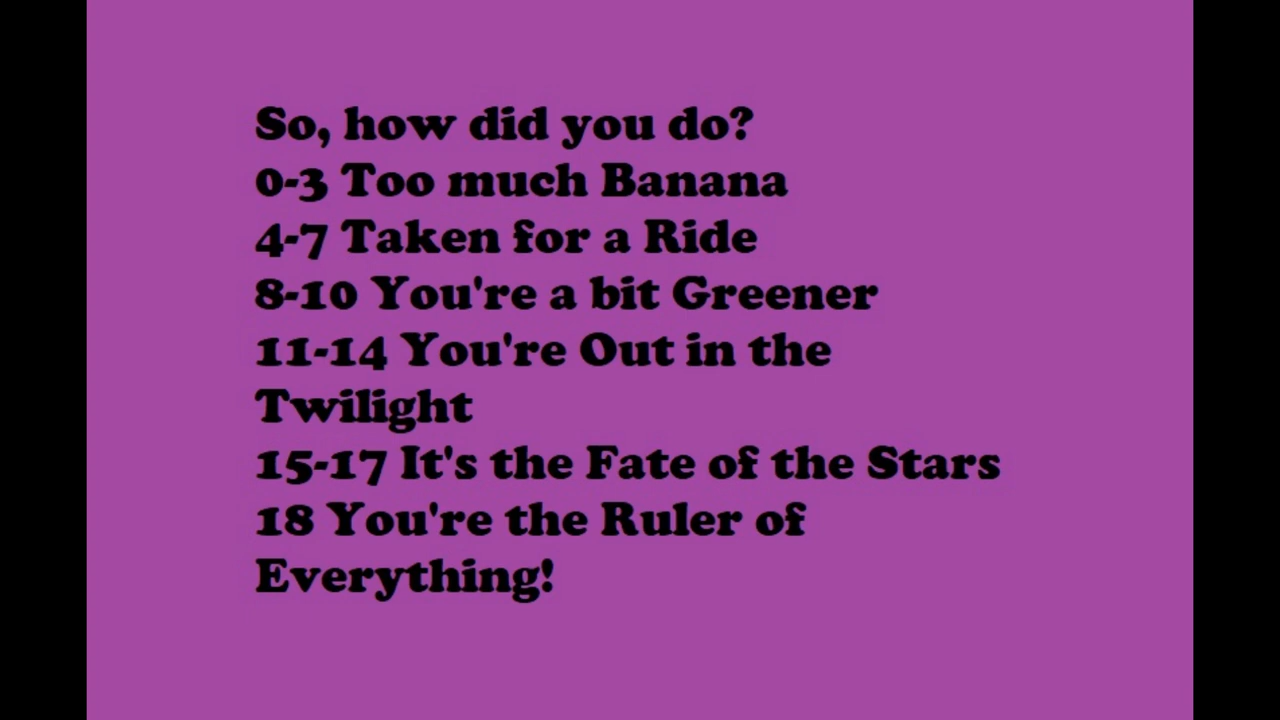 So, how did you do?
0-3 Too much Banana
4-7 Taken for a Ride
8-10 You're a bit Greener
11-14 You're Out in the
Twilight
15-17 It's the Fate of the Stars
18 You're the Ruler of
Everything!